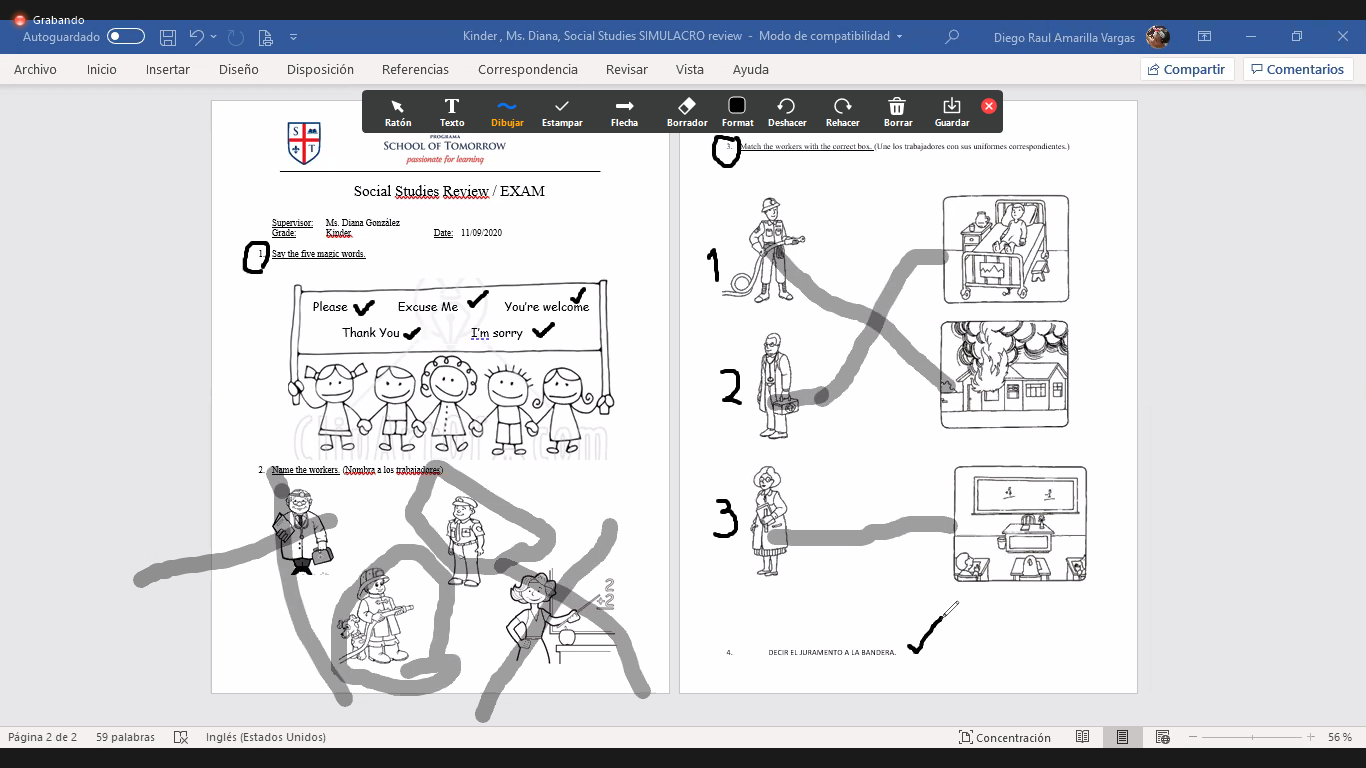 Grabando
Autoguardado
Kinder , Ms. Diana, Social Studies SIMULACRO review - Modo de compatibilidad
Diego Raul Amarilla Vargas
Archivo Inicio Insertar Diseño Disposición Referencias Correspondencia Revisar Vista Ayuda
Compartir Comentarios
Ratón Texto Dibujar Estampar Flecha Borrador Format Deshacer Rehacer Borrar Guardar
S T
PROGRAMA
SCHOOL OF TOMORROW
passionate for learning
Social Studies Review / EXAM
Supervisor: Ms. Diana Gonzàlez
Grade: Kinder Date: 11/09/2020
1. Say the five magic words.
Please Excuse Me You're welcome
Thank You I'm sorry
2. Name the workers. (Nombra a los trabajadores)
2
+2
3. Match the workers with the correct box. (Une los trabajadores con sus uniformes correspondientes.)
1
2
3
4. DECIR EL JURAMENTO A LA BANDERA.
Página 2 de 2 59 palabras Inglés (Estados Unidos)
Concentración
56 %